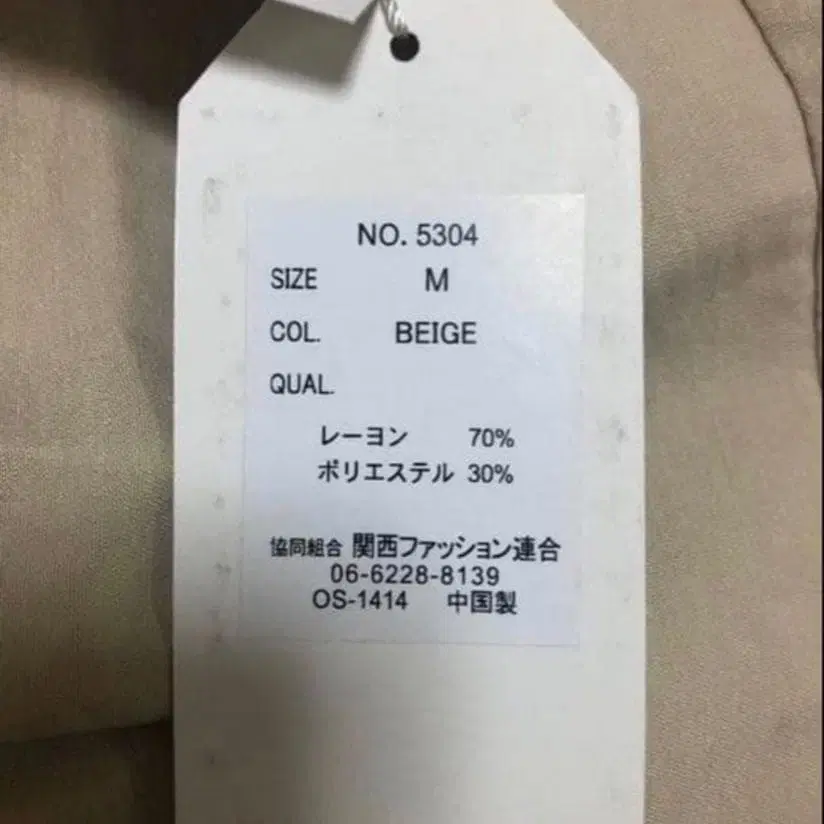 NO. 5304
SIZE M
COL. BEIGE
QUAL.
レーヨン 70%
ポリエステル 30%
協同組合 関西ファッション連合
06-6228-8139
OS-1414 中国製